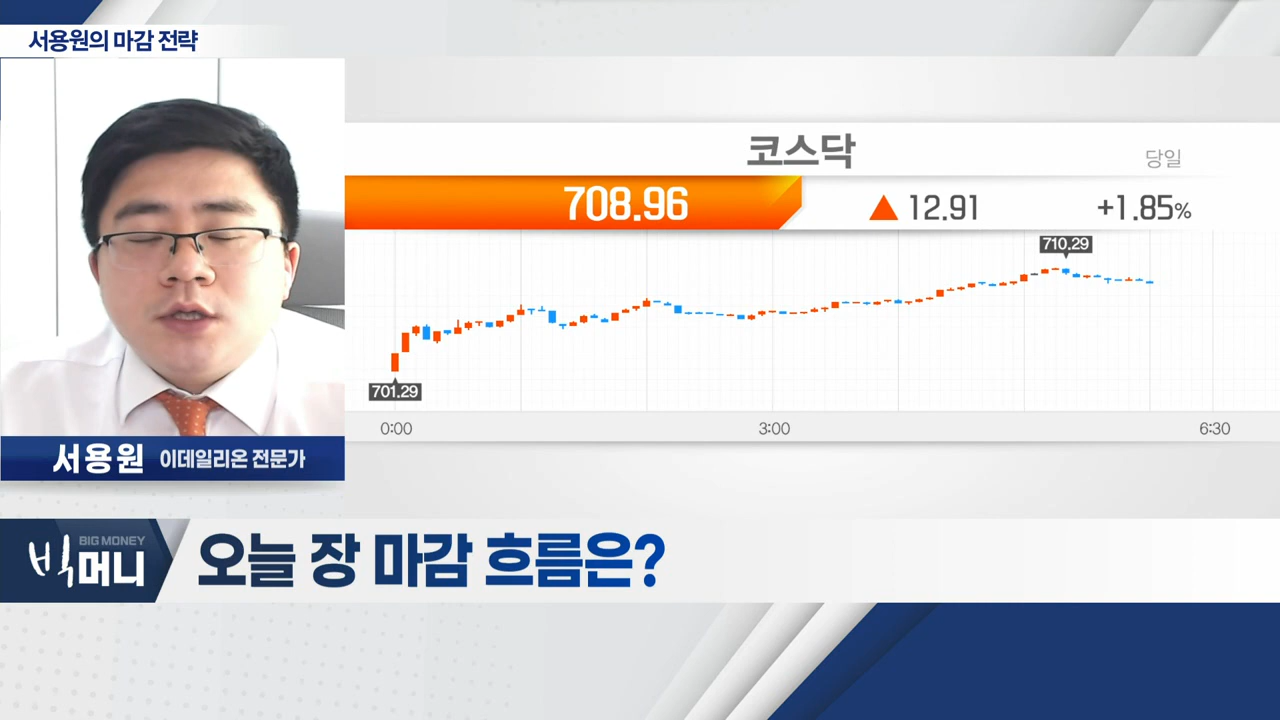 서용원의 마감 전략
코스닥
당일
708.96
▲ 12.91
+1.85%
710.29
701.29
0:00
3:00
6:30
서용원 이데일리온 전문가
BIG MONEY
빅머니
오늘 장 마감 흐름은?